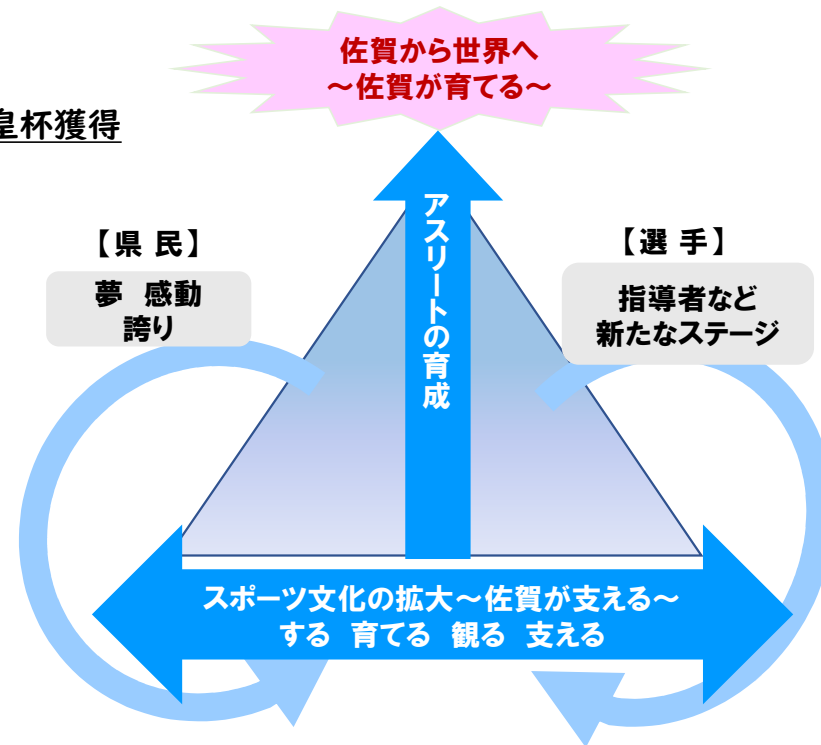 佐賀から世界へ
～佐賀が育てる～
皇杯獲得
【県 民】
夢 感動
誇り
アスリートの育成
【選 手】
指導者など
新たなステージ
スポーツ文化の拡大～佐賀が支える～
する 育てる 観る 支える